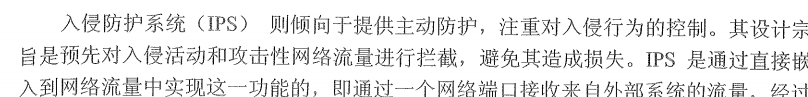 入侵防护系统（IPS） 则倾向于提供主动防护，注重对入侵行为的控制。其设计宗
旨是预先对入侵活动和攻击性网络流量进行拦截，避免其造成损失。IPS 是通过直接嵌
入到网络流量中实现这一功能的，即通过一个网络端口接收来自外部系统的流量，经过